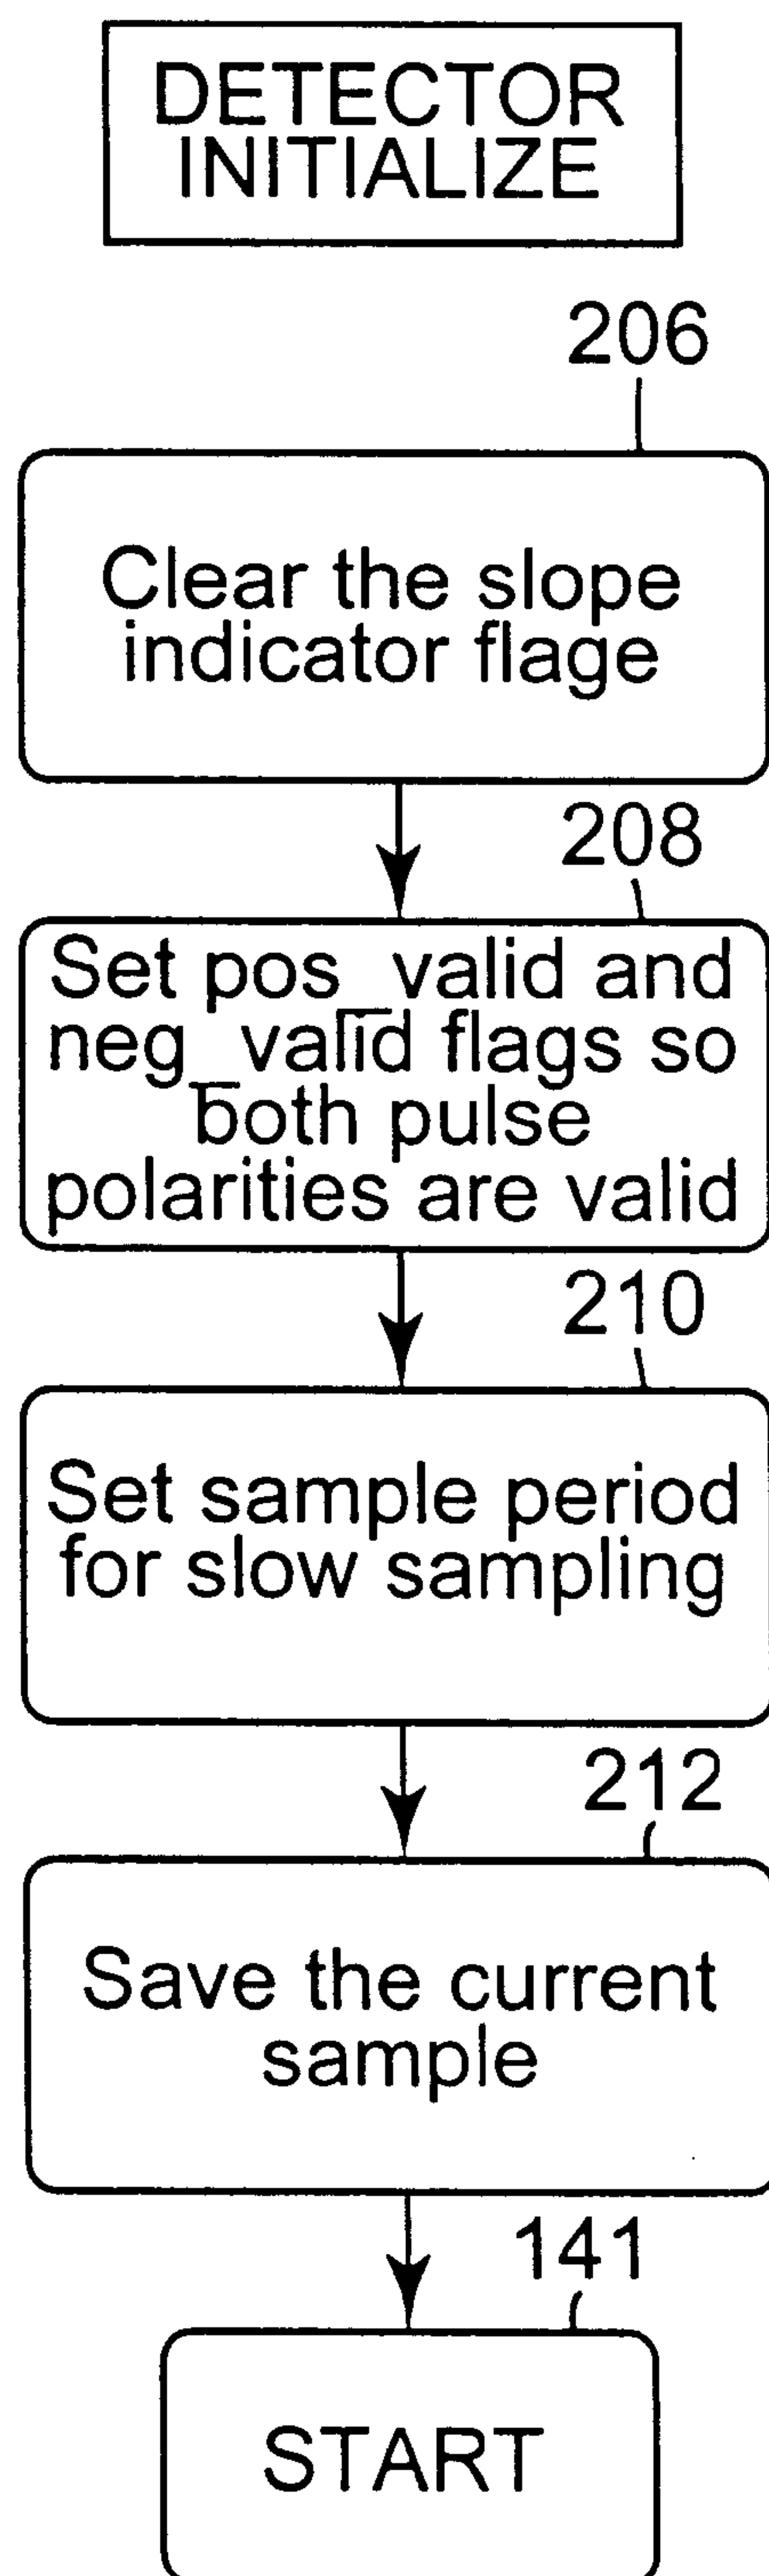 DETECTOR
INITIALIZE
206
Clear the slope
indicator flage
208
Set pos_valid and
neg_valid flags so
both pulse
polarities are valid
210
Set sample period
for slow sampling
212
Save the current
sample
141
START